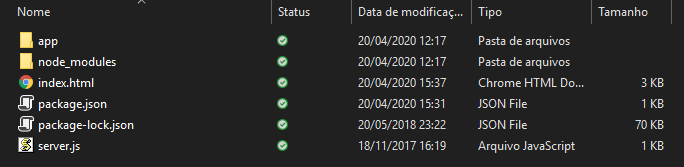 Nome Status Data de modificaç... Tipo Tamanho
app 20/04/2020 12:17 Pasta de arquivos
node_modules 20/04/2020 12:17 Pasta de arquivos
index.html 20/04/2020 15:37 Chrome HTML Do... 3 KB
package.json 20/04/2020 15:31 JSON File 1 KB
package-lock.json 20/05/2018 23:22 JSON File 70 KB
server.js 18/11/2017 16:19 Arquivo JavaScript 1 KB